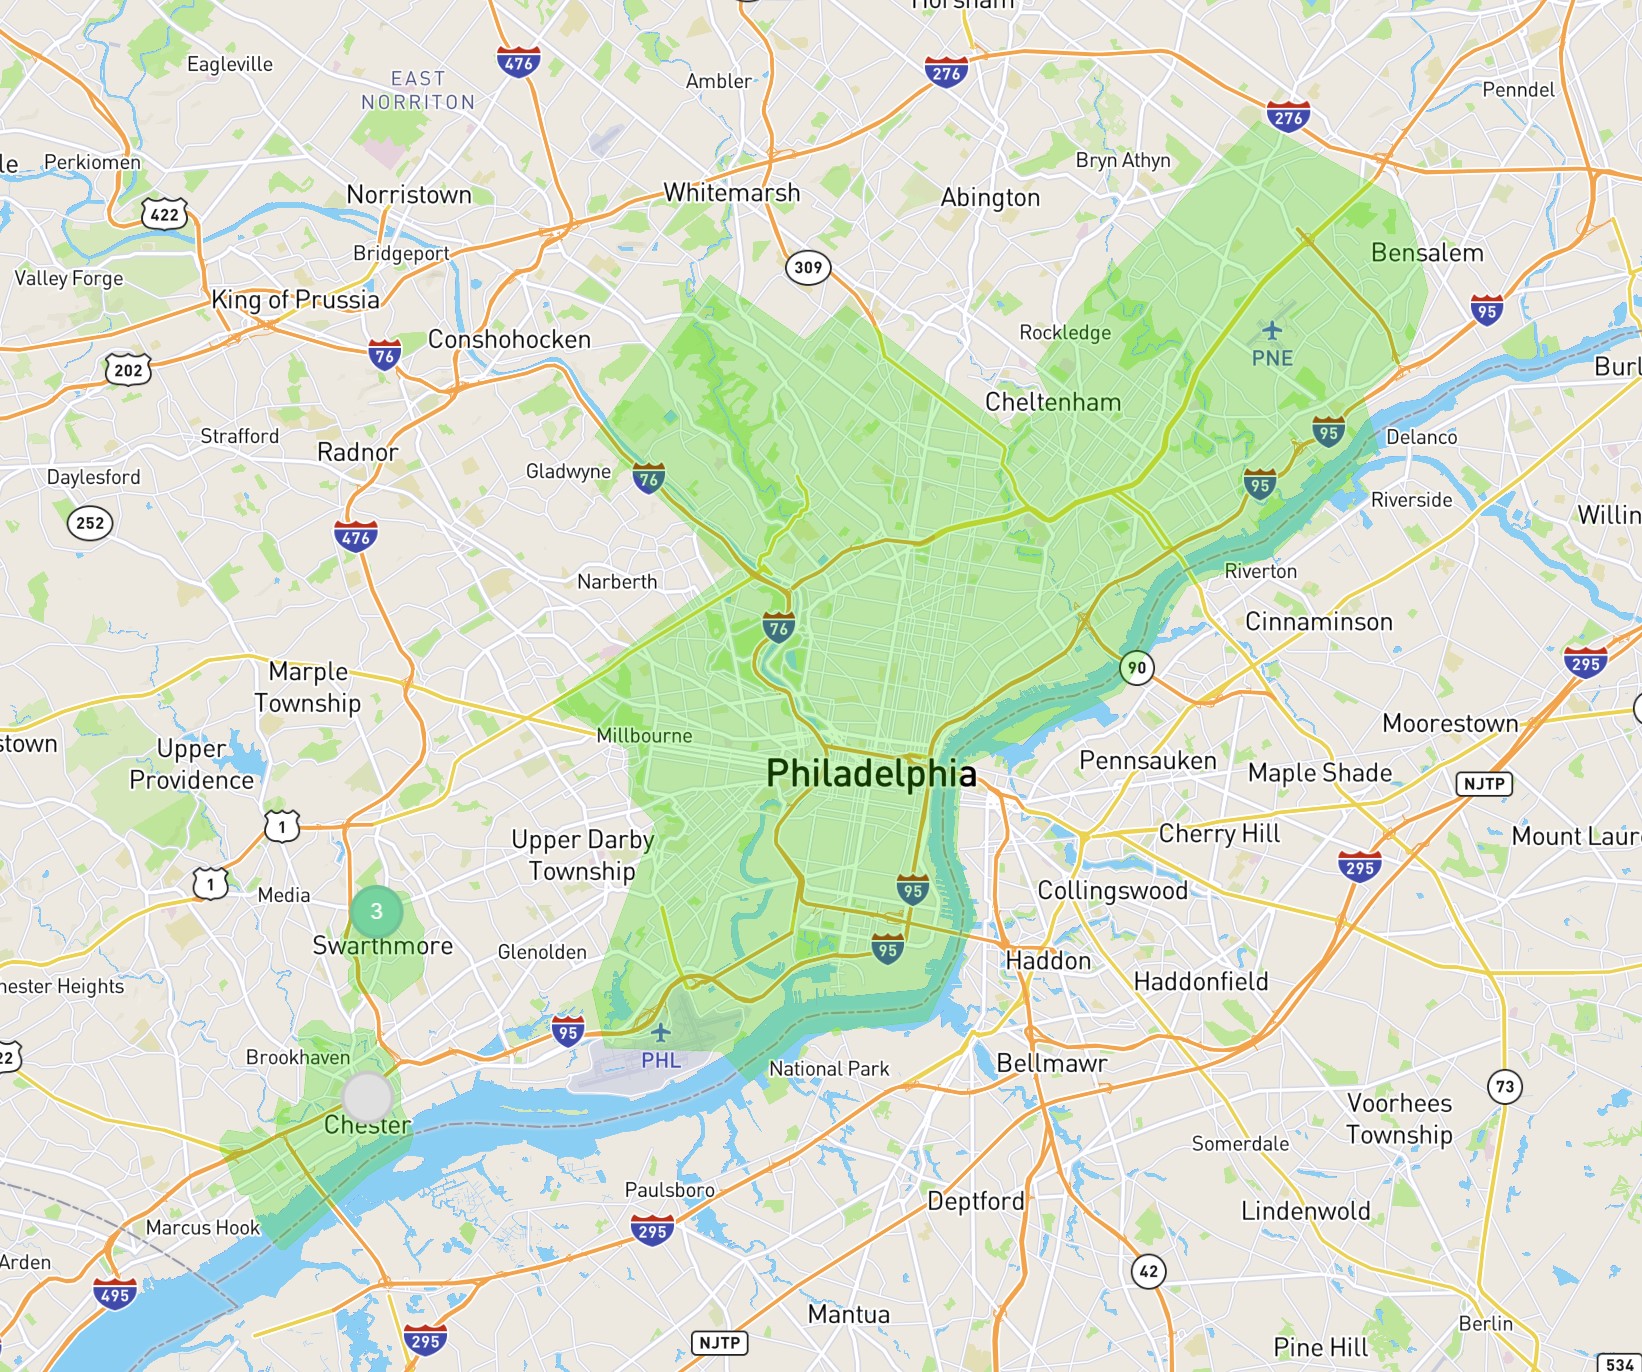 Horsham
Eagleville
476
EAST
NORRITON
Ambler
276
Penndel
276
Perkiomen
Bryn Athyn
Norristown
Whitemarsh
Abington
422
Bridgeport
309
Bensalem
Valley Forge
King of Prussia
95
Rockledge
Conshohocken
76
202
PNE
Burl
Cheltenham
Strafford
95
Delanco
Radnor
Gladwyne
Daylesford
76
95
Riverside
252
476
Willin
Riverton
Narberth
Cinnaminson
76
90
295
Marple
Township
Moorestown
Millbourne
stown
Upper
Providence
Pennsauken
Philadelphia
Maple Shade
NJTP
1
Upper Darby
Township
Cherry Hill
Mount Laur
295
1
Media
95
Collingswood
3
Swarthmore
Glenolden
95
Haddon
Haddonfield
hester Heights
95
PHL
Brookhaven
22
National Park
Bellmawr
73
Voorhees
Township
Chester
Somerdale
Paulsboro
Deptford
Lindenwold
Marcus Hook
295
Arden
42
495
Mantua
Berlin
295
NJTP
Pine Hill
534